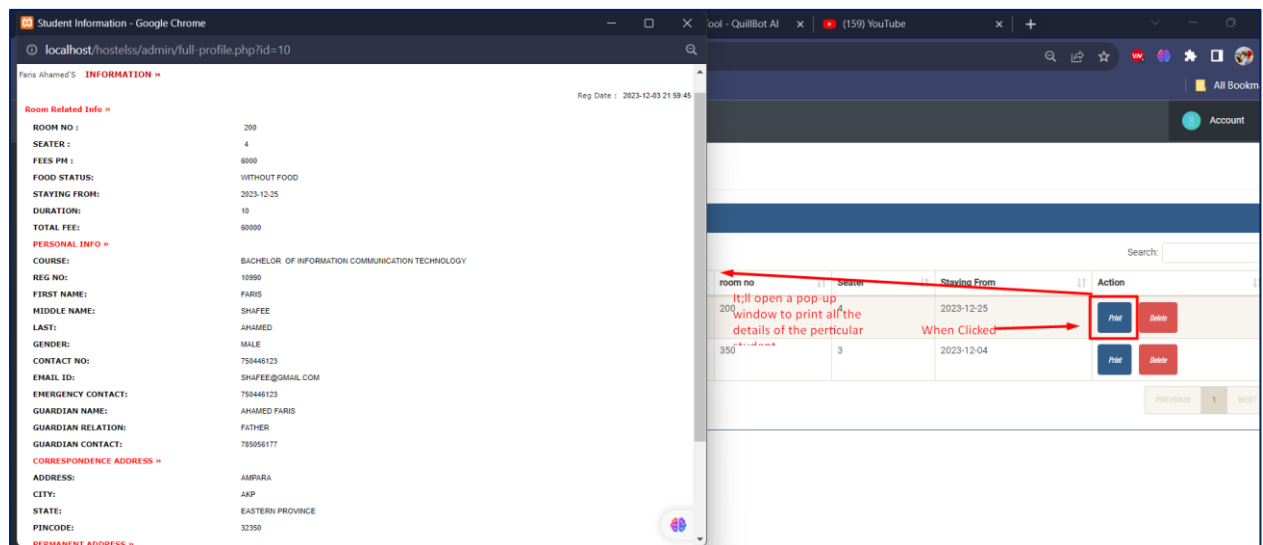 Student Information - Google Chrome
ool - QuillBot AI
(159) YouTube
localhost/hostelss/admin/full-profile.php?id=10
All Bookm
Account
Faris Ahamed'S INFORMATION »
Reg Date : 2023-12-03 21:59:45
Room Related Info »
ROOM NO : 200
SEATER : 4
FEES PM : 6000
FOOD STATUS: WITHOUT FOOD
STAYING FROM: 2023-12-25
DURATION: 10
TOTAL FEE: 60000
PERSONAL INFO »
COURSE: BACHELOR OF INFORMATION COMMUNICATION TECHNOLOGY
REG NO: 10990
FIRST NAME: FARIS
MIDDLE NAME: SHAFEE
LAST: AHAMED
GENDER: MALE
CONTACT NO: 750446123
EMAIL ID: SHAFEE@GMAIL.COM
EMERGENCY CONTACT: 750446123
GUARDIAN NAME: AHAMED FARIS
GUARDIAN RELATION: FATHER
GUARDIAN CONTACT: 785056177
CORRESPONDENCE ADDRESS »
ADDRESS: AMPARA
CITY: AKP
STATE: EASTERN PROVINCE
PINCODE: 32350
PERMANENT ADDRESS »
Search:
room no Seater Staying From Action
200 4 2023-12-25 Print Delete
350 3 2023-12-04 Print Delete
It;ll open a pop-up
window to print all the
details of the perticular
student
When Clicked
PREVIOUS 1 NEXT